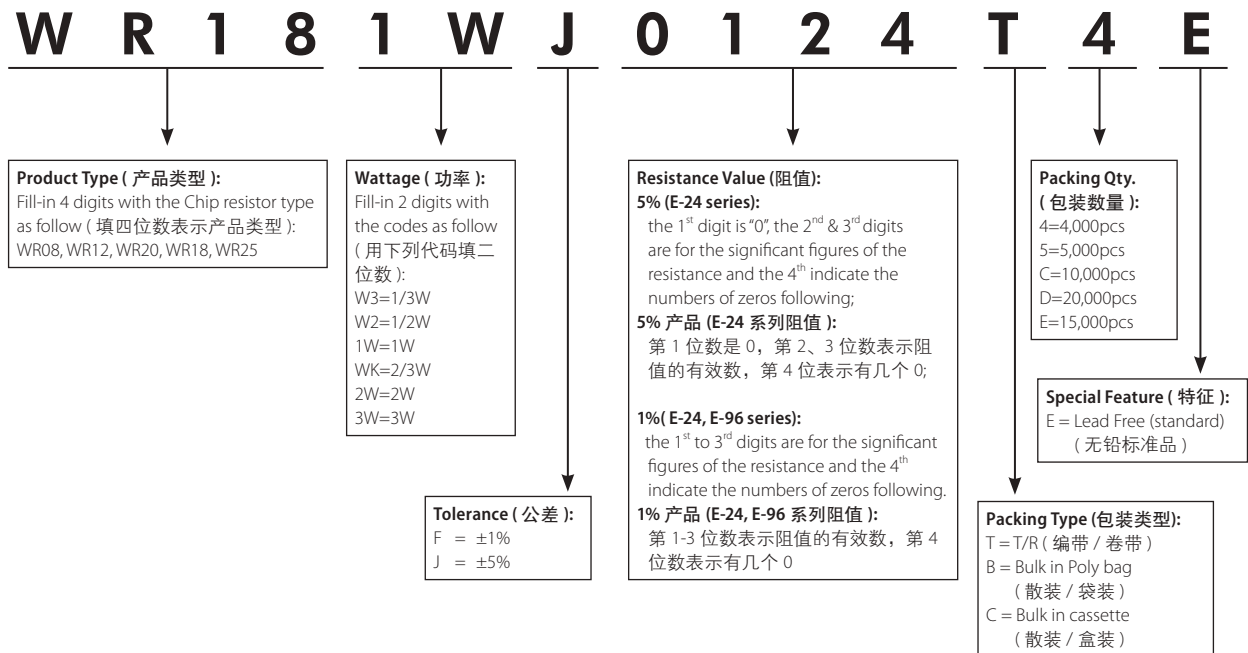 W R 1 8 1 W J 0 1 2 4 T 4 E
Product Type ( 产品类型 ):
Fill-in 4 digits with the Chip resistor type
as follow ( 填四位数表示产品类型 ):
WR08, WR12, WR20, WR18, WR25
Wattage ( 功率 ):
Fill-in 2 digits with
the codes as follow
( 用下列代码填二
位数 ):
W3=1/3W
W2=1/2W
1W=1W
WK=2/3W
2W=2W
3W=3W
Tolerance ( 公差 ):
F = ±1%
J = ±5%
Resistance Value (阻值):
5% (E-24 series):
the 1st digit is "0", the 2nd & 3rd digits
are for the significant figures of the
resistance and the 4th indicate the
numbers of zeros following;
5% 产品 (E-24 系列阻值 ):
第 1 位数是 0，第 2、3 位数表示阻
值的有效数，第 4 位表示有几个 0;
1%( E-24, E-96 series):
the 1st to 3rd digits are for the significant
figures of the resistance and the 4th
indicate the numbers of zeros following.
1% 产品 (E-24, E-96 系列阻值 ):
第 1-3 位数表示阻值的有效数，第 4
位数表示有几个 0
Packing Qty.
( 包装数量 ):
4=4,000pcs
5=5,000pcs
C=10,000pcs
D=20,000pcs
E=15,000pcs
Special Feature ( 特征 ):
E = Lead Free (standard)
( 无铅标准品 )
Packing Type (包装类型):
T = T/R ( 编带 / 卷带 )
B = Bulk in Poly bag
( 散装 / 袋装 )
C = Bulk in cassette
( 散装 / 盒装 )